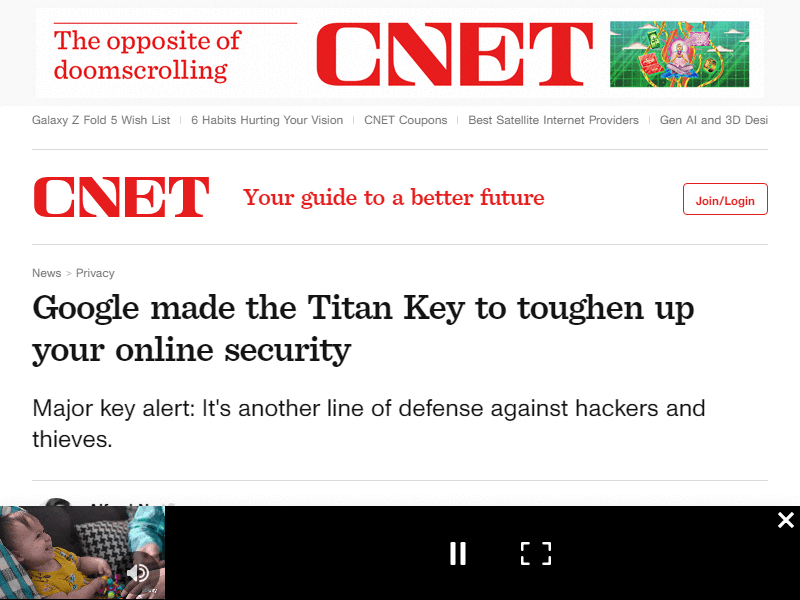 The opposite of
doomscrolling
CNET
Galaxy Z Fold 5 Wish List
6 Habits Hurting Your Vision
CNET Coupons
Best Satellite Internet Providers
Gen AI and 3D Desi
CNET
Your guide to a better future
Join/Login
News > Privacy
Google made the Titan Key to toughen up
your online security
Major key alert: It's another line of defense against hackers and
thieves.